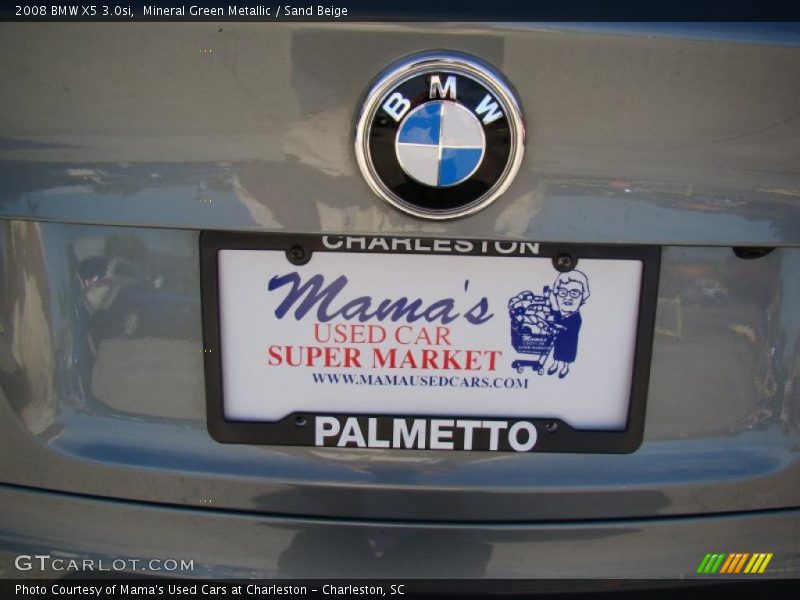 2008 BMW X5 3.0si,  Mineral Green Metallic / Sand Beige
BMW
CHARLESTON
Mama's
USED CAR
SUPER MARKET
WWW.MAMAUSEDCARS.COM
Mama's
PALMETTO
GTCARLOT.COM
Photo Courtesy of Mama's Used Cars at Charleston - Charleston, SC